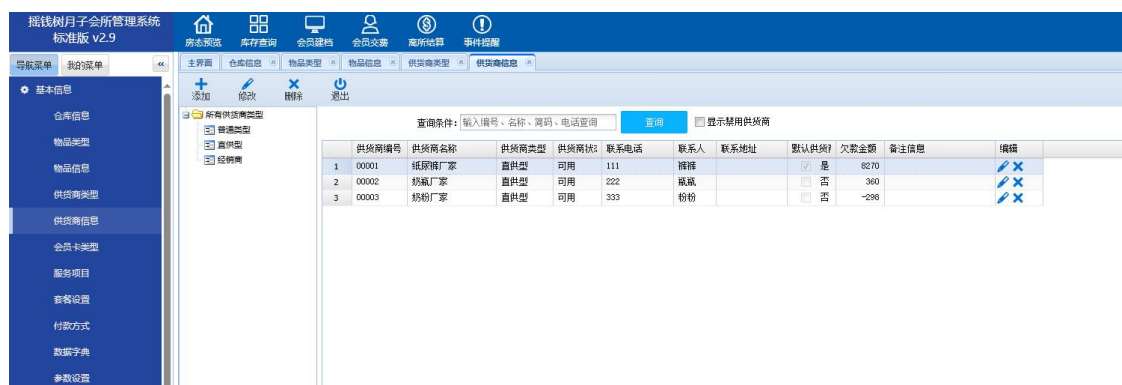 摇钱树月子会所管理系统
标准版 v2.9
房态预览 库存查询 会员建档 会员交费 离所结算 事件提醒
导航菜单 我的菜单
主界面 仓库信息 物品类型 物品信息 供货商类型 供货商信息
基本信息
仓库信息
物品类型
物品信息
供货商类型
供货商信息
会员卡类型
服务项目
套餐设置
付款方式
数据字典
参数设置
添加 修改 删除 退出
所有供货商类型
普通类型
直供型
经销商
查询条件: 输入编号、名称、简码、电话查询 查询 显示禁用供货商
供货商编号 供货商名称 供货商类型 供货商状态 联系电话 联系人 联系地址 默认供货商 欠款金额 备注信息 编辑
1 00001 纸尿裤厂家 直供型 可用 111 裤裤 是 8270
2 00002 奶瓶厂家 直供型 可用 222 瓶瓶 否 360
3 00003 奶粉厂家 直供型 可用 333 粉粉 否 -298